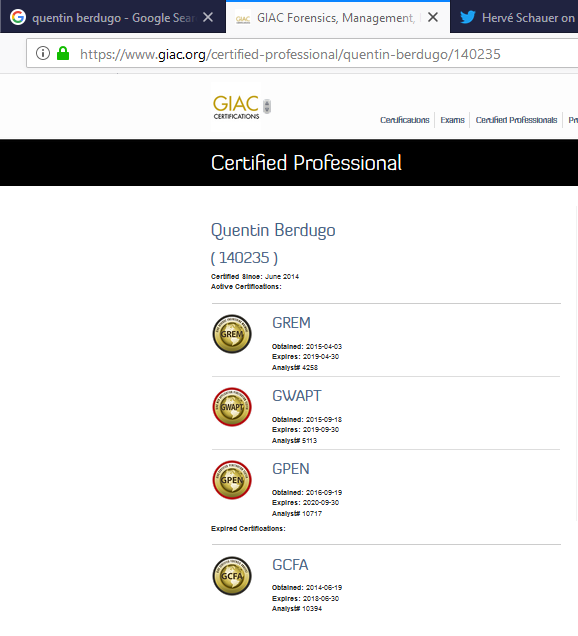 quentin berdugo - Google Sear
GIAC Forensics, Management,
Hervé Schauer on
https://www.giac.org/certified-professional/quentin-berdugo/140235
GIAC
CERTIFICATIONS
Certifications
Exams
Certified Professionals
Pr
Certified Professional
Quentin Berdugo
( 140235 )
Certified Since: June 2014
Active Certifications:
GREM
GREM
Obtained: 2015-04-03
Expires: 2019-04-30
Analyst# 4258
GWAPT
GWAPT
Obtained: 2015-09-18
Expires: 2019-09-30
Analyst# 5113
GPEN
GPEN
Obtained: 2016-09-19
Expires: 2020-09-30
Analyst# 10717
Expired Certifications:
GCFA
GCFA
Obtained: 2014-06-19
Expires: 2018-06-30
Analyst# 10394